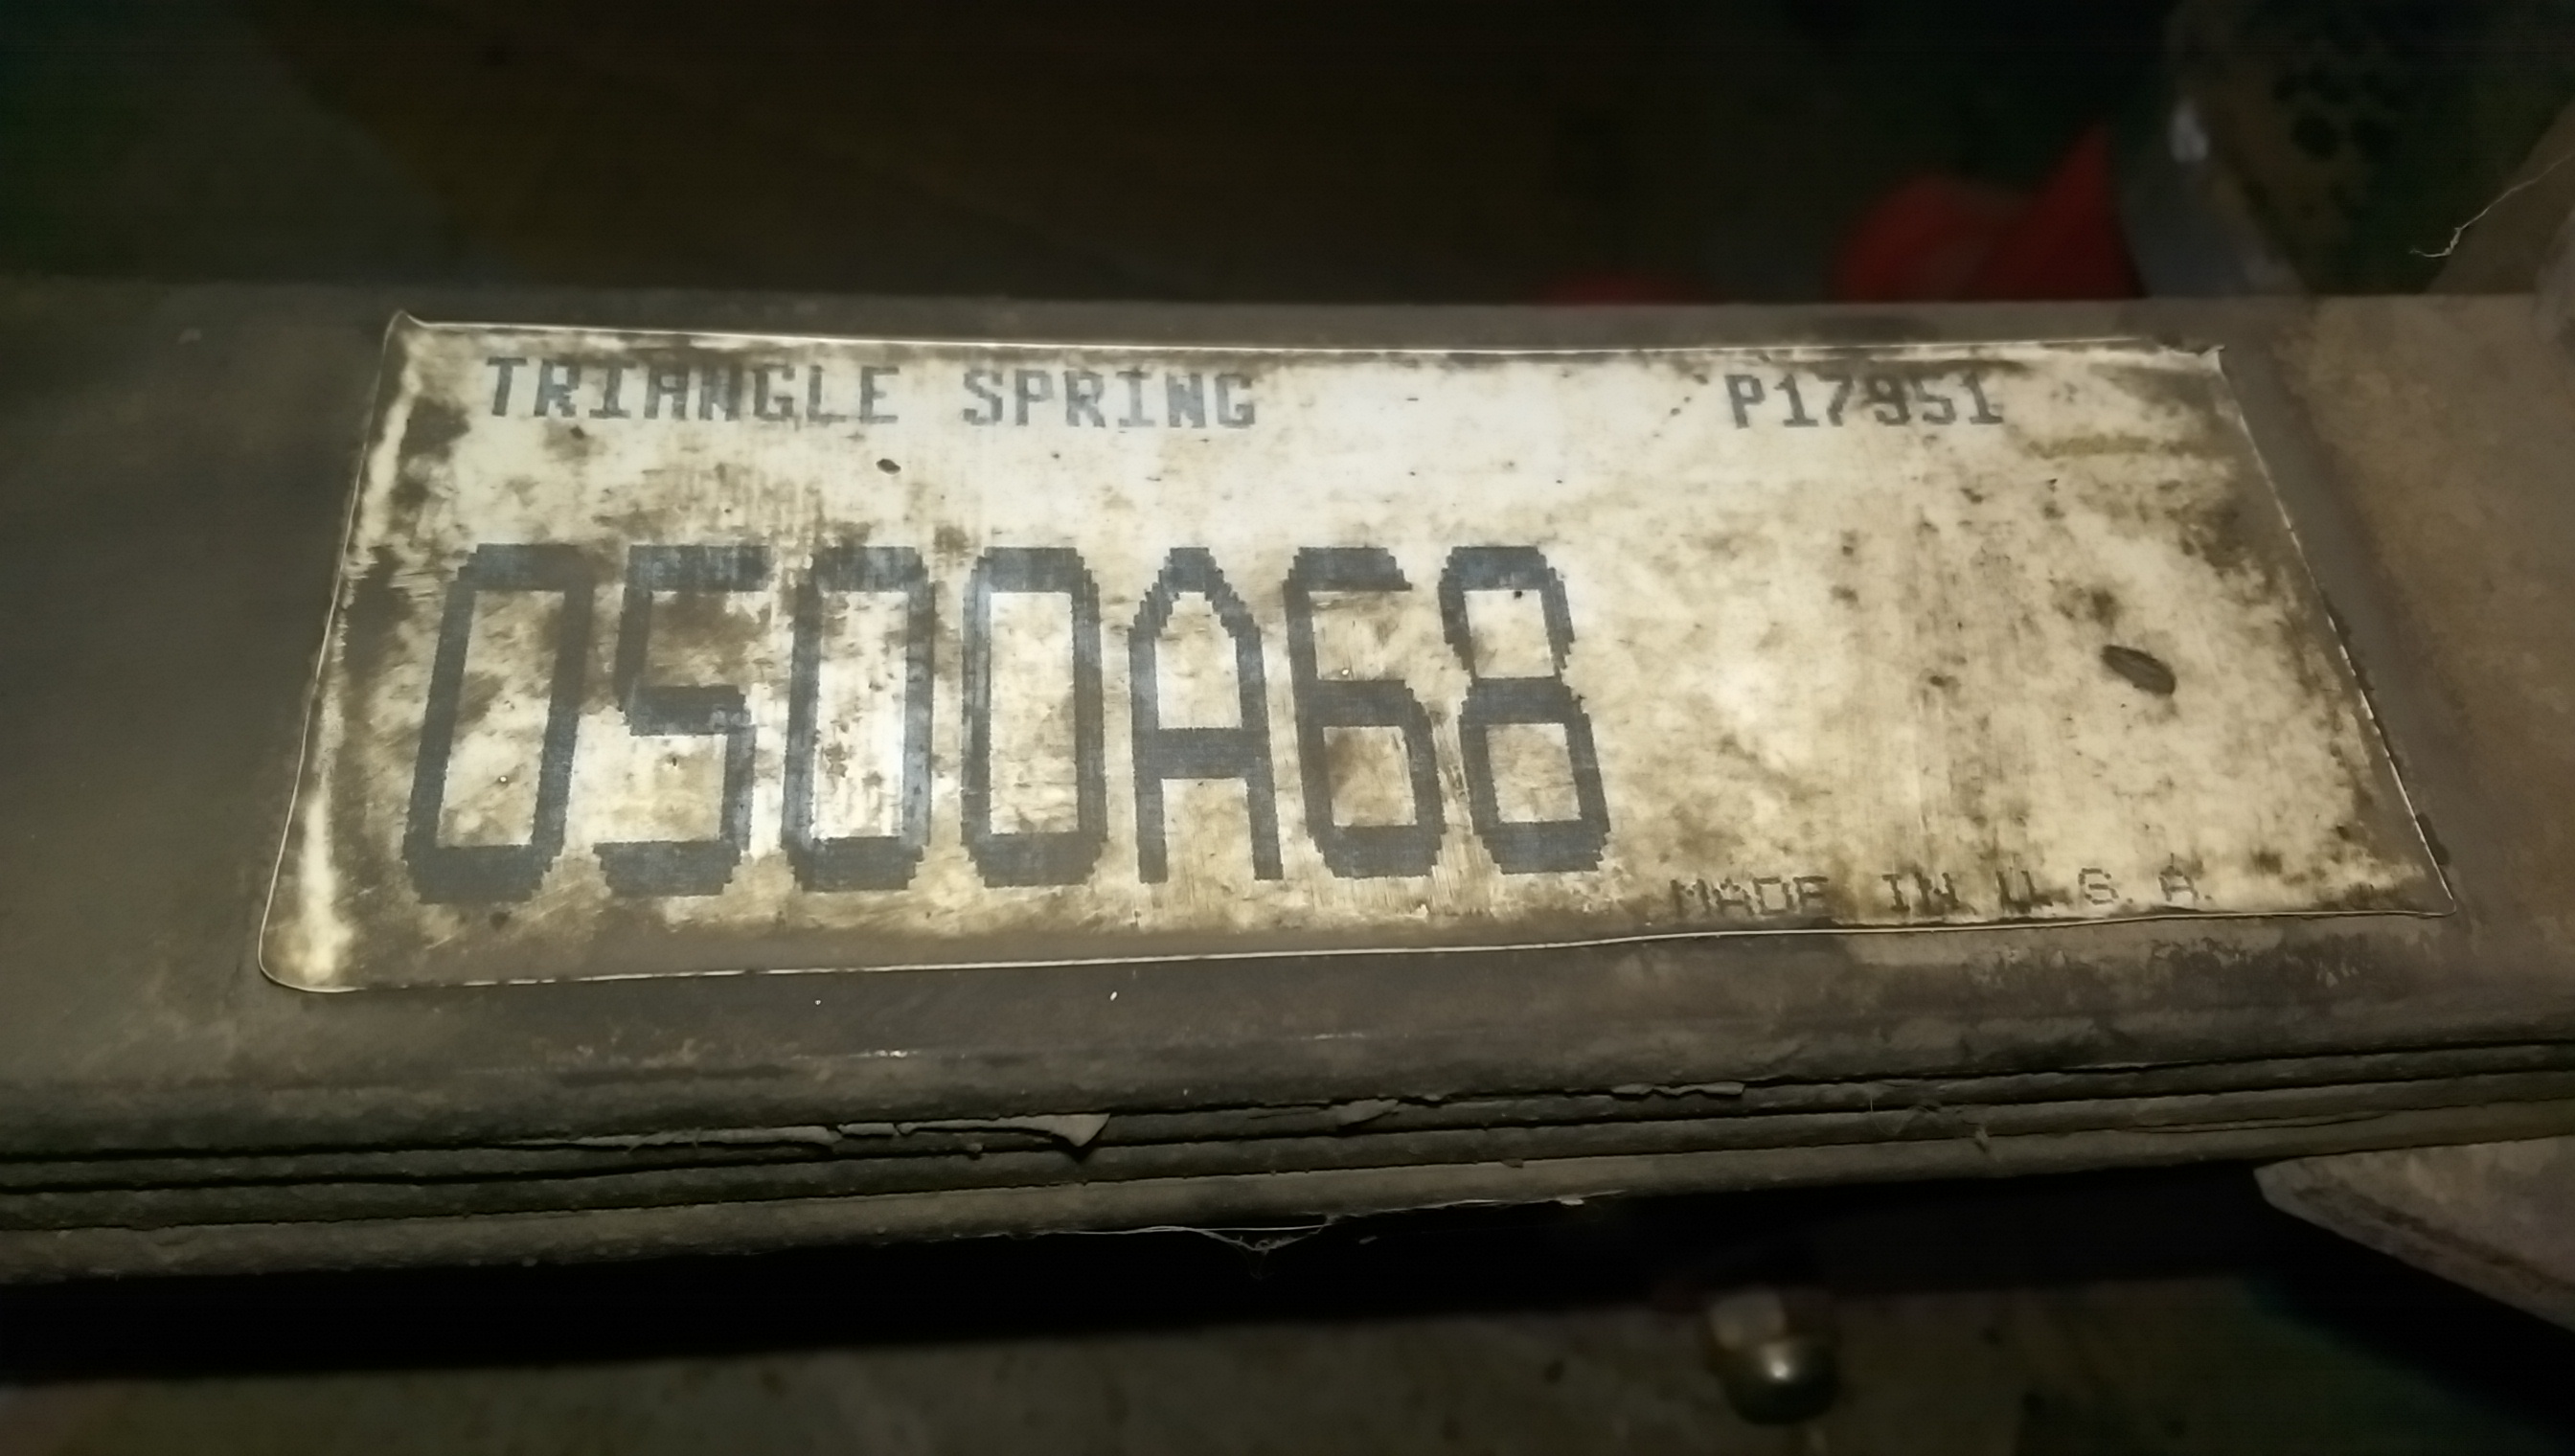 TRIANGLE SPRING P17951
0500A68
MADE IN U.S.A.